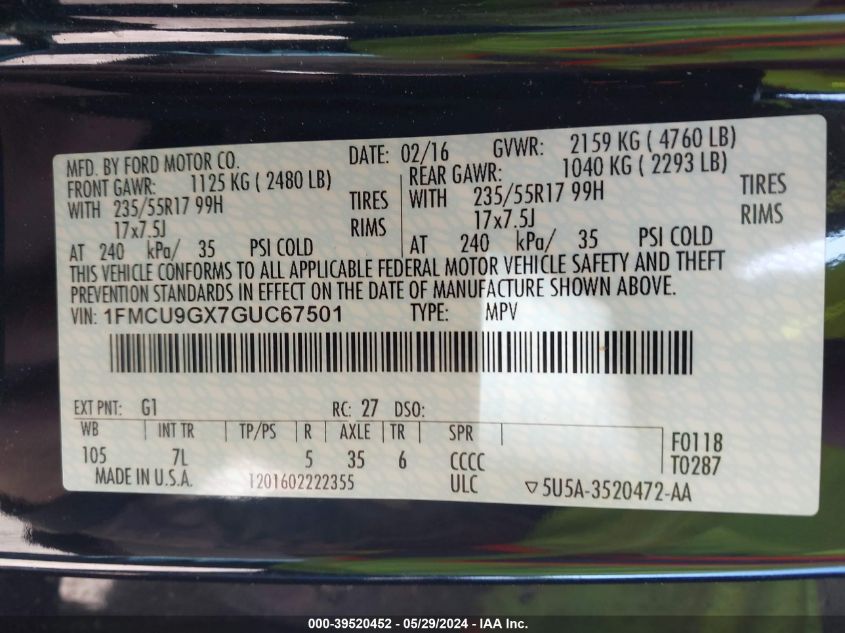 MFD. BY FORD MOTOR CO. DATE: 02/16 GVWR: 2159 KG ( 4760 LB)
FRONT GAWR: 1125 KG ( 2480 LB) REAR GAWR: 1040 KG ( 2293 LB)
WITH 235/55R17 99H TIRES WITH 235/55R17 99H TIRES
17x7.5J RIMS 17x7.5J RIMS
AT 240 kPa/ 35 PSI COLD AT 240 kPa/ 35 PSI COLD
THIS VEHICLE CONFORMS TO ALL APPLICABLE FEDERAL MOTOR VEHICLE SAFETY AND THEFT
PREVENTION STANDARDS IN EFFECT ON THE DATE OF MANUFACTURE SHOWN ABOVE.
VIN: 1FMCU9GX7GUC67501 TYPE: MPV
EXT PNT: G1 RC: 27 DSO:
WB INT TR TP/PS R AXLE TR SPR F0118
105 7L 5 35 6 CCCC T0287
MADE IN U.S.A. 1201602222355 ULC ▽5U5A-3520472-AA
000-39520452 - 05/29/2024 - IAA Inc.